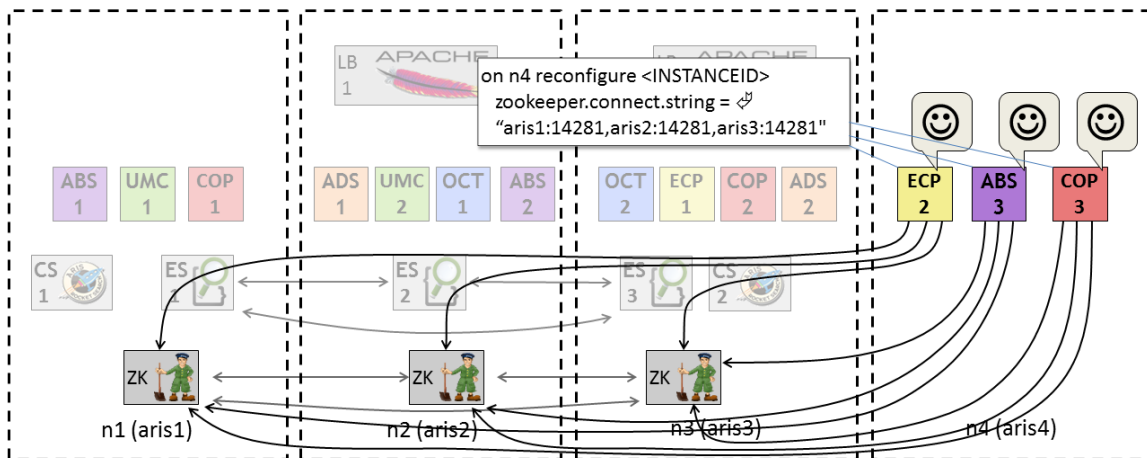 LB
1
APACHE
LB
APACHE
on n4 reconfigure <INSTANCEID>
zookeeper.connect.string =
“aris1:14281,aris2:14281,aris3:14281"
ABS
1
UMC
1
COP
1
ADS
1
UMC
2
OCT
1
ABS
2
OCT
2
ECP
1
COP
2
ADS
2
ECP
2
ABS
3
COP
3
CS
1
ES
1
ES
2
ES
3
CS
2
ZK
ZK
ZK
n1 (aris1)
n2 (aris2)
n3 (aris3)
n4 (aris4)